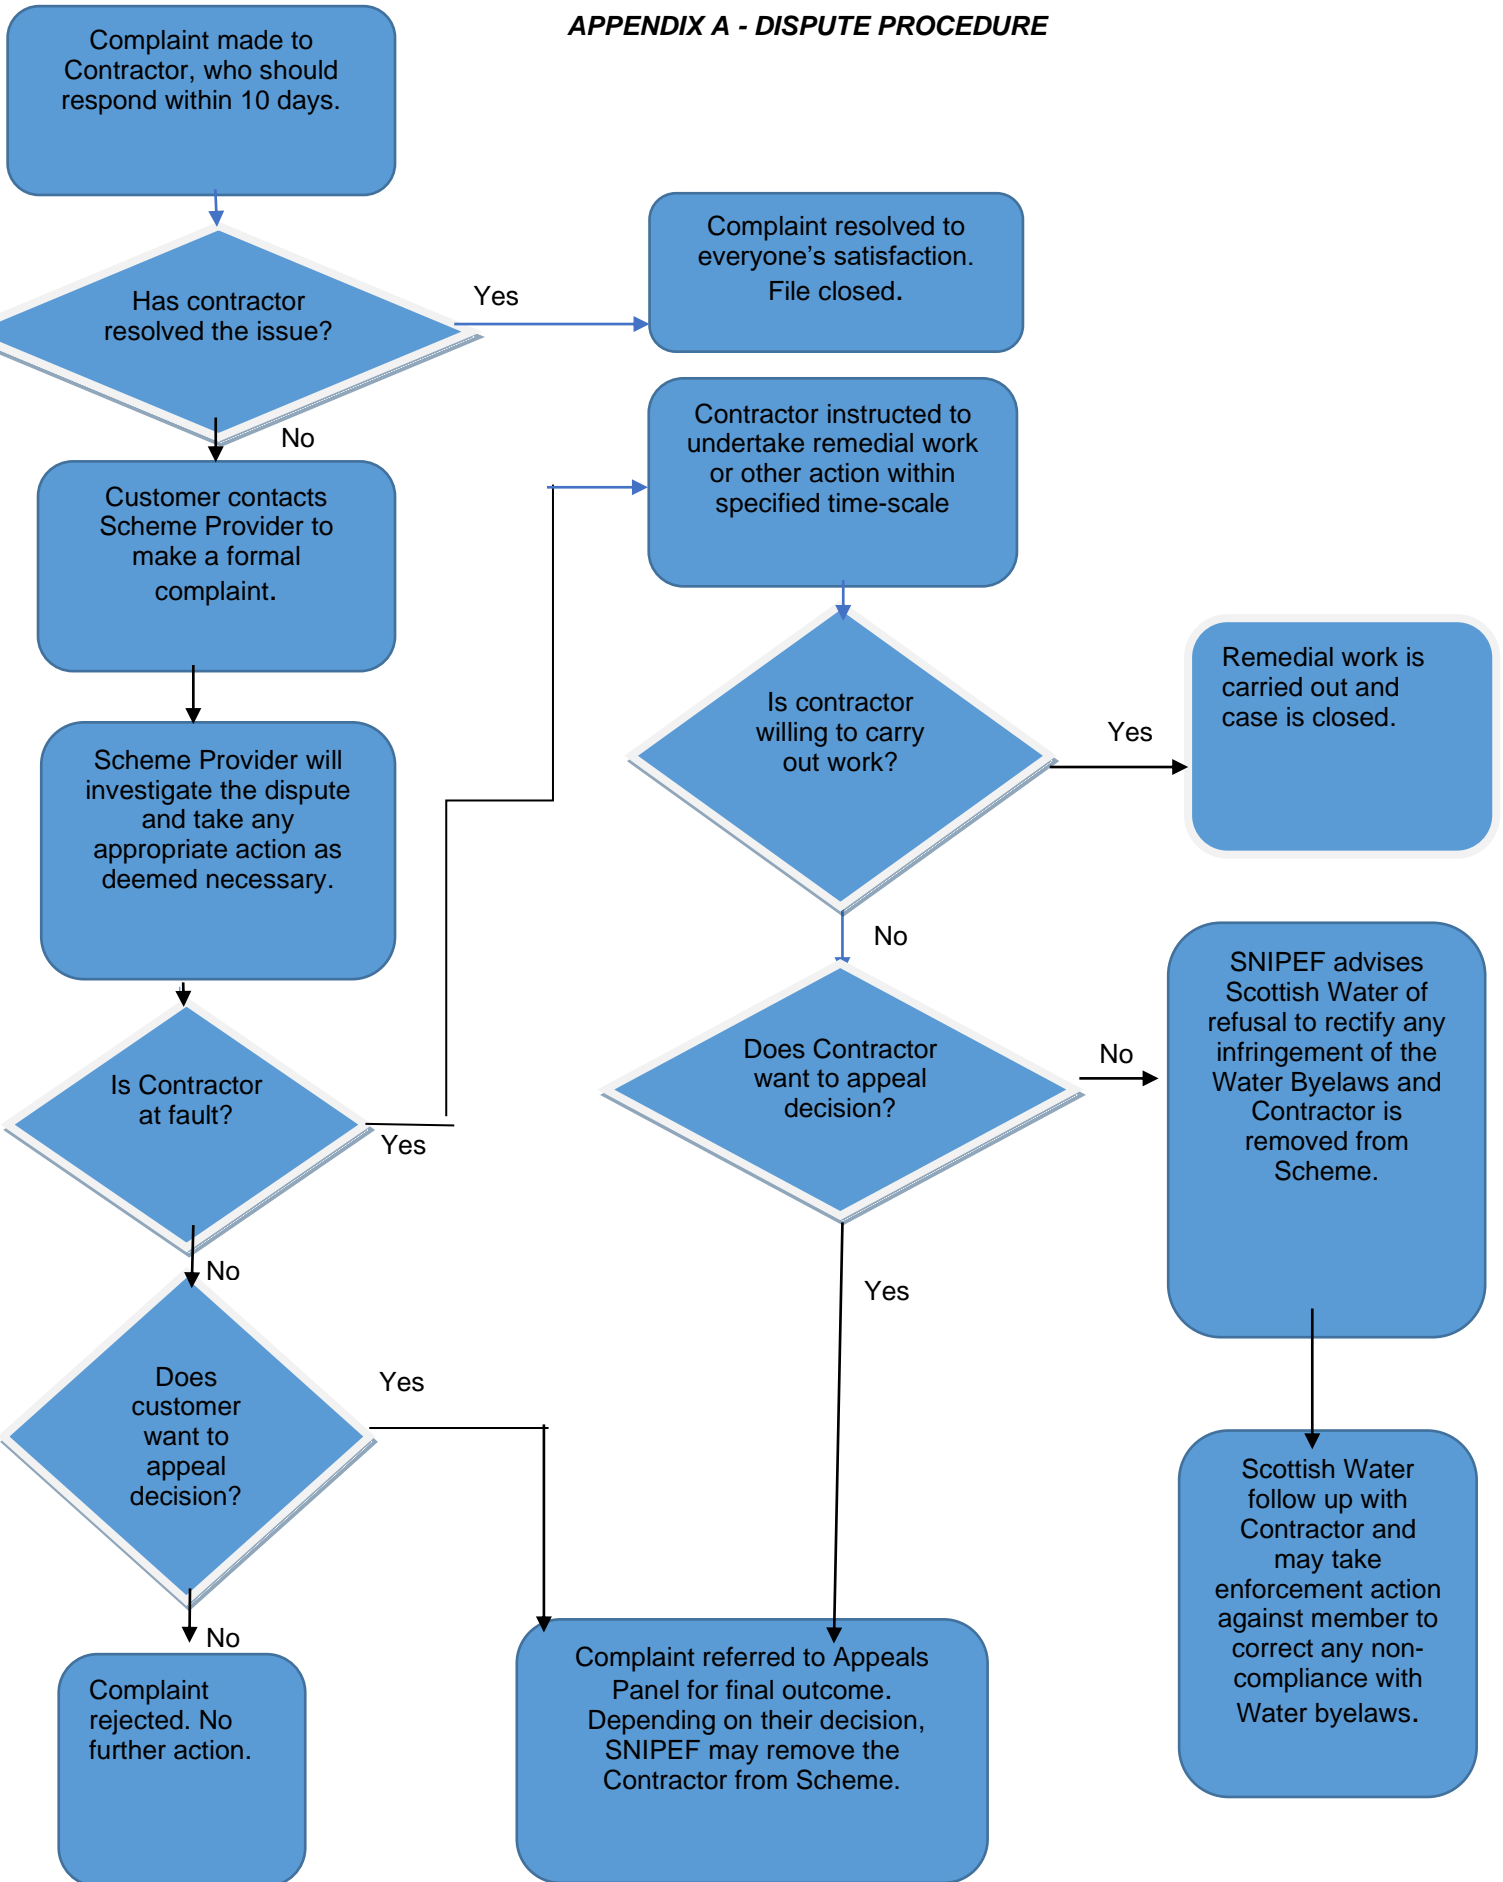 APPENDIX A - DISPUTE PROCEDURE
Complaint made to
Contractor, who should
respond within 10 days.
Has contractor
resolved the issue?
Yes
Complaint resolved to
everyone’s satisfaction.
File closed.
No
Customer contacts
Scheme Provider to
make a formal
complaint.
Scheme Provider will
investigate the dispute
and take any
appropriate action as
deemed necessary.
Is Contractor
at fault?
Yes
Contractor instructed to
undertake remedial work
or other action within
specified time-scale
Is contractor
willing to carry
out work?
Yes
Remedial work is
carried out and
case is closed.
No
Does Contractor
want to appeal
decision?
No
SNIPEF advises
Scottish Water of
refusal to rectify any
infringement of the
Water Byelaws and
Contractor is
removed from
Scheme.
Scottish Water
follow up with
Contractor and
may take
enforcement action
against member to
correct any non-
compliance with
Water byelaws.
Yes
No
Does
customer
want to
appeal
decision?
Yes
No
Complaint
rejected. No
further action.
Complaint referred to Appeals
Panel for final outcome.
Depending on their decision,
SNIPEF may remove the
Contractor from Scheme.